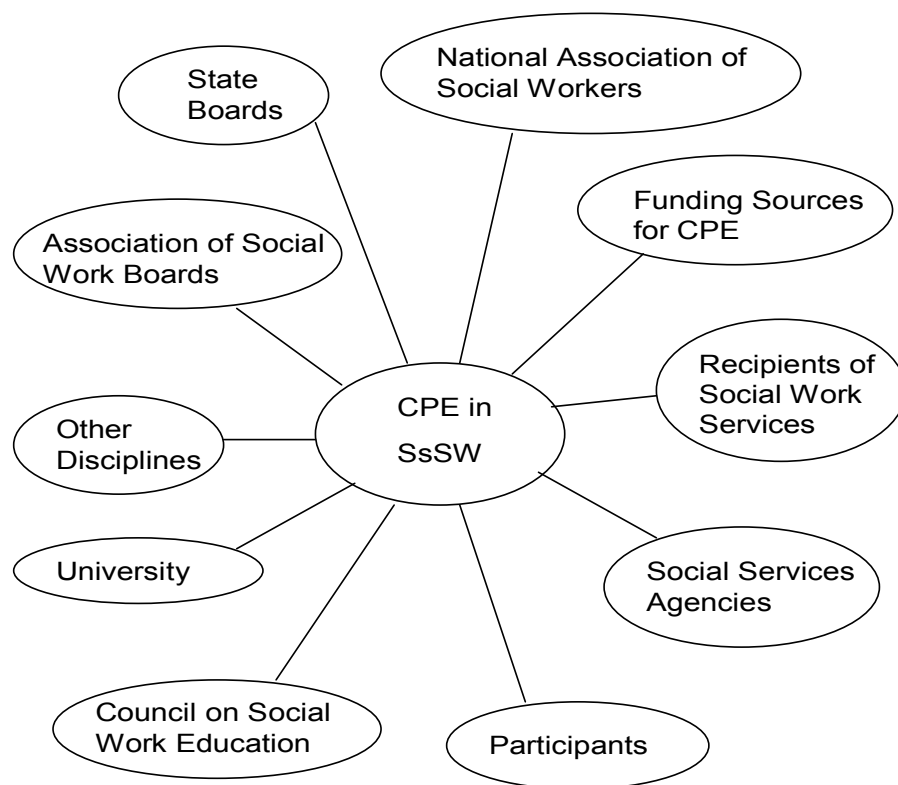 National Association of
Social Workers
State
Boards
Funding Sources
for CPE
Association of Social
Work Boards
Recipients of
Social Work
Services
CPE in
SsSW
Other
Disciplines
University
Social Services
Agencies
Council on Social
Work Education
Participants